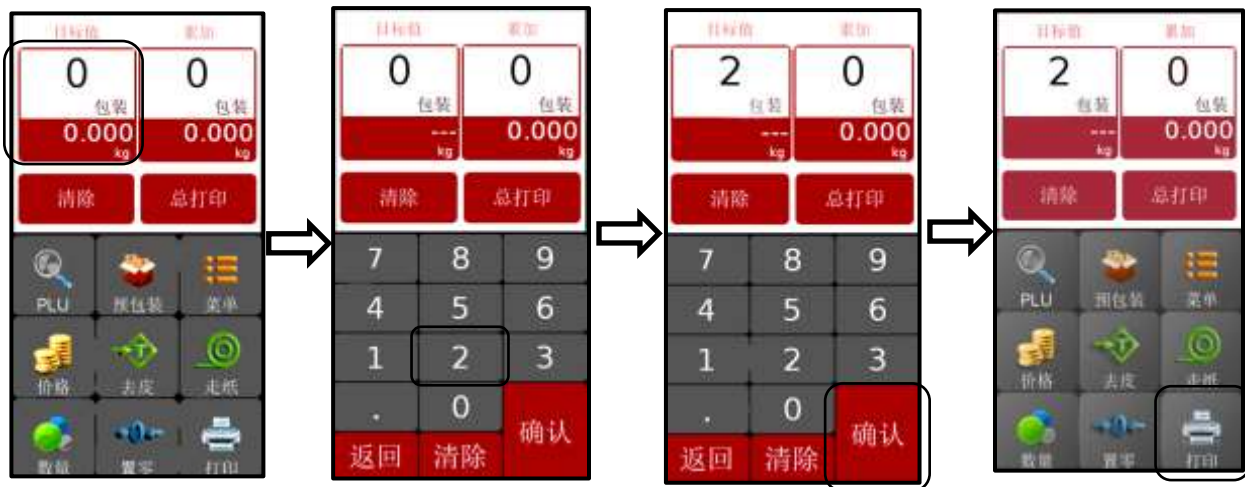 目标值 累加
0 0
包装 包装
0.000 0.000
kg kg
清除 总打印
PLU 预包装 菜单
价格 去皮 走纸
数量 置零 打印
目标值 累加
0 0
包装 包装
--- 0.000
kg kg
清除 总打印
7 8 9
4 5 6
1 2 3
. 0 确认
返回 清除
目标值 累加
2 0
包装 包装
--- 0.000
kg kg
清除 总打印
7 8 9
4 5 6
1 2 3
. 0 确认
返回 清除
目标值 累加
2 0
包装 包装
--- 0.000
kg kg
清除 总打印
PLU 预包装 菜单
价格 去皮 走纸
数量 置零 打印